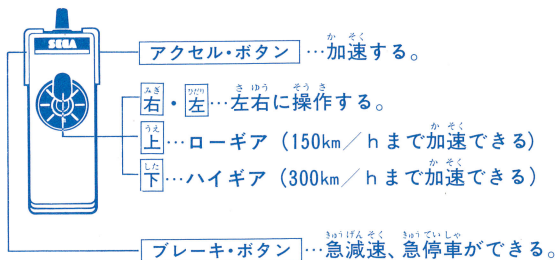 SEGA
アクセル・ボタン…加速する。
右・左…左右に操作する。
上…ローギア（150km／hまで加速できる）
下…ハイギア（300km／hまで加速できる）
ブレーキ・ボタン…急減速、急停車ができる。